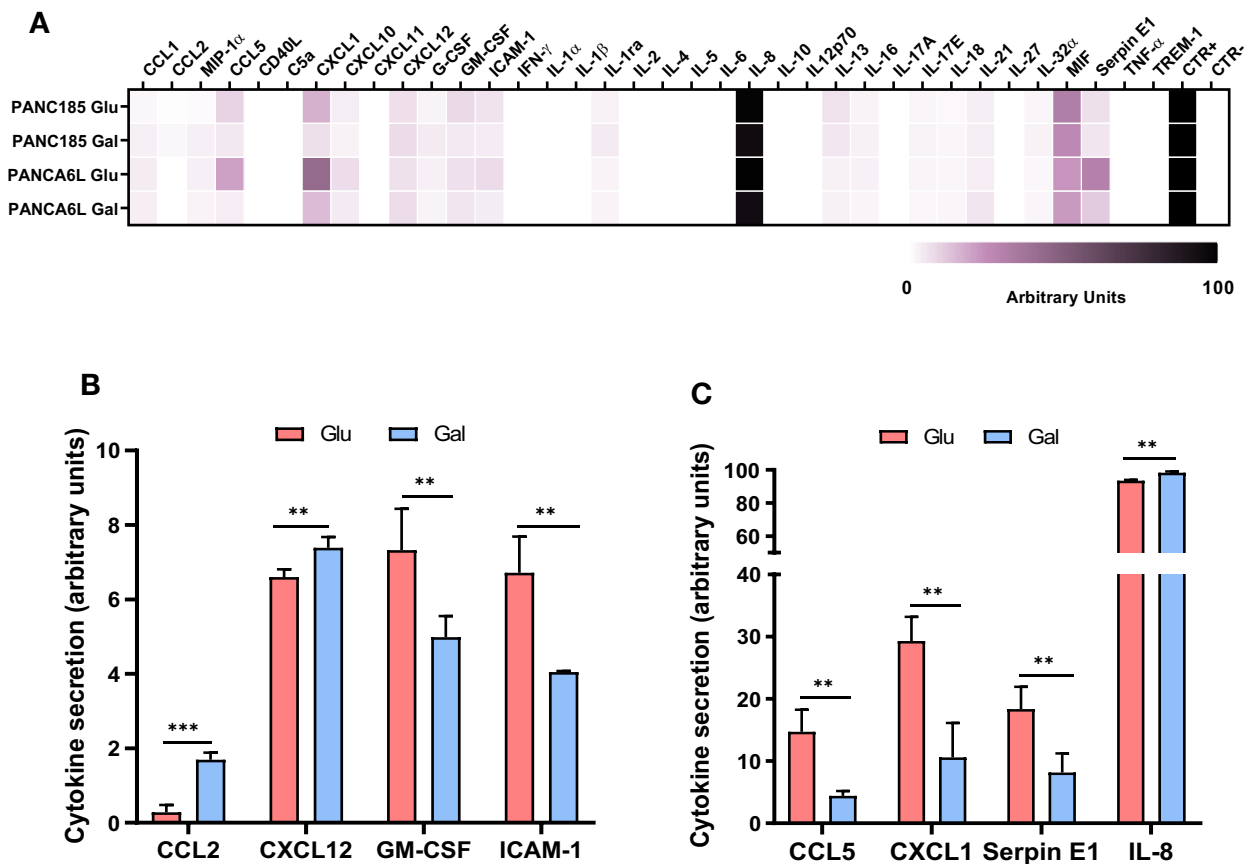 A
CCL1 CCL2 MIP-1α CCL5 CD40L C5a CXCL1 CXCL10 CXCL11 CXCL12 G-CSF GM-CSF ICAM-1 IFN-γ IL-1α IL-1β IL-1ra IL-2 IL-4 IL-5 IL-6 IL-8 IL-10 IL12p70 IL-13 IL-16 IL-17A IL-17E IL-18 IL-21 IL-27 IL-32α MIF Serpin E1 TNF-α TREM-1 CTR+ CTR-
PANC185 Glu
PANC185 Gal
PANCA6L Glu
PANCA6L Gal
0 100
Arbitrary Units
B
Glu Gal
Cytokine secretion (arbitrary units)
10
8
6
4
2
0
***
**
**
**
CCL2 CXCL12 GM-CSF ICAM-1
C
Glu Gal
Cytokine secretion (arbitrary units)
100
80
60
40
30
20
10
0
**
**
**
**
CCL5 CXCL1 Serpin E1 IL-8